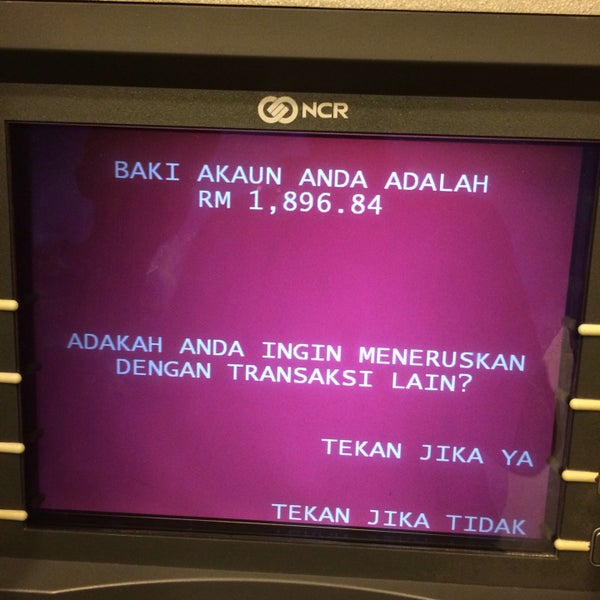 NCR
BAKI AKAUN ANDA ADALAH
RM 1,896.84
ADAKAH ANDA INGIN MENERUSKAN
DENGAN TRANSAKSI LAIN?
TEKAN JIKA YA
TEKAN JIKA TIDAK